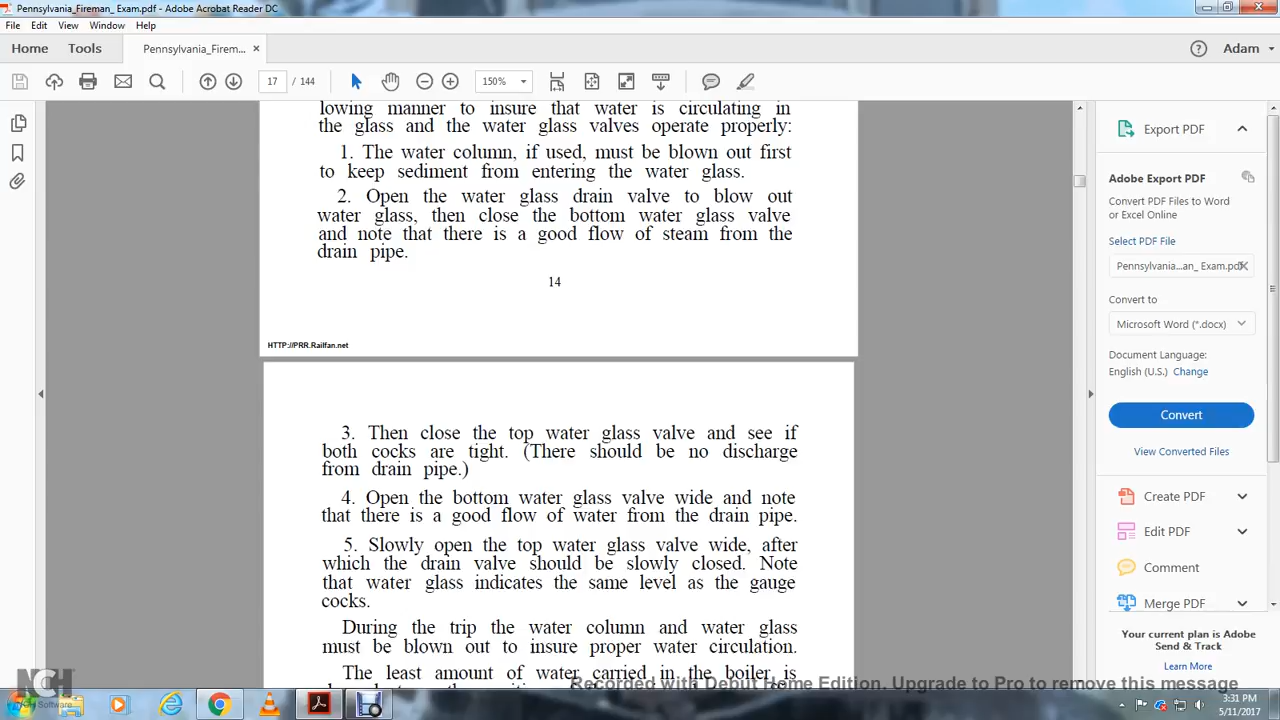 Pennsylvania_Fireman_ Exam.pdf - Adobe Acrobat Reader DC
File Edit View Window Help
Home Tools Pennsylvania_Firem... × Adam
17 / 144 150%
lowing manner to insure that water is circulating in
the glass and the water glass valves operate properly:
1. The water column, if used, must be blown out first
to keep sediment from entering the water glass.
2. Open the water glass drain valve to blow out
water glass, then close the bottom water glass valve
and note that there is a good flow of steam from the
drain pipe.
14
HTTP://PRR.Railfan.net
3. Then close the top water glass valve and see if
both cocks are tight. (There should be no discharge
from drain pipe.)
4. Open the bottom water glass valve wide and note
that there is a good flow of water from the drain pipe.
5. Slowly open the top water glass valve wide, after
which the drain valve should be slowly closed. Note
that water glass indicates the same level as the gauge
cocks.
During the trip the water column and water glass
must be blown out to insure proper water circulation.
The least amount of water carried in the boiler is
Export PDF
Adobe Export PDF
Convert PDF Files to Word
or Excel Online
Select PDF File
Pennsylvania...an_ Exam.pdf
Convert to
Microsoft Word (*.docx)
Document Language:
English (U.S.) Change
Convert
View Converted Files
Create PDF
Edit PDF
Comment
Merge PDF
Your current plan is Adobe
Send & Track
Learn More
Recorded with Debut Home Edition. Upgrade to Pro to remove this message
NCH
Software
3:31 PM
5/11/2017